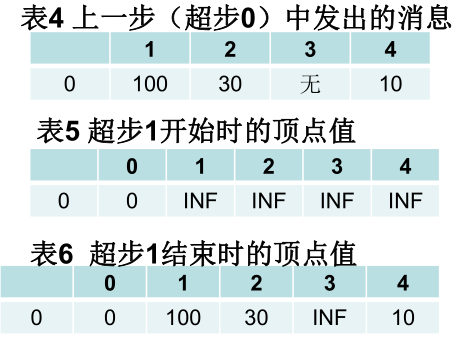 表4 上一步（超步0）中发出的消息
1 2 3 4
0 100 30 无 10
表5 超步1开始时的顶点值
0 1 2 3 4
0 0 INF INF INF INF
表6 超步1结束时的顶点值
0 1 2 3 4
0 0 100 30 INF 10